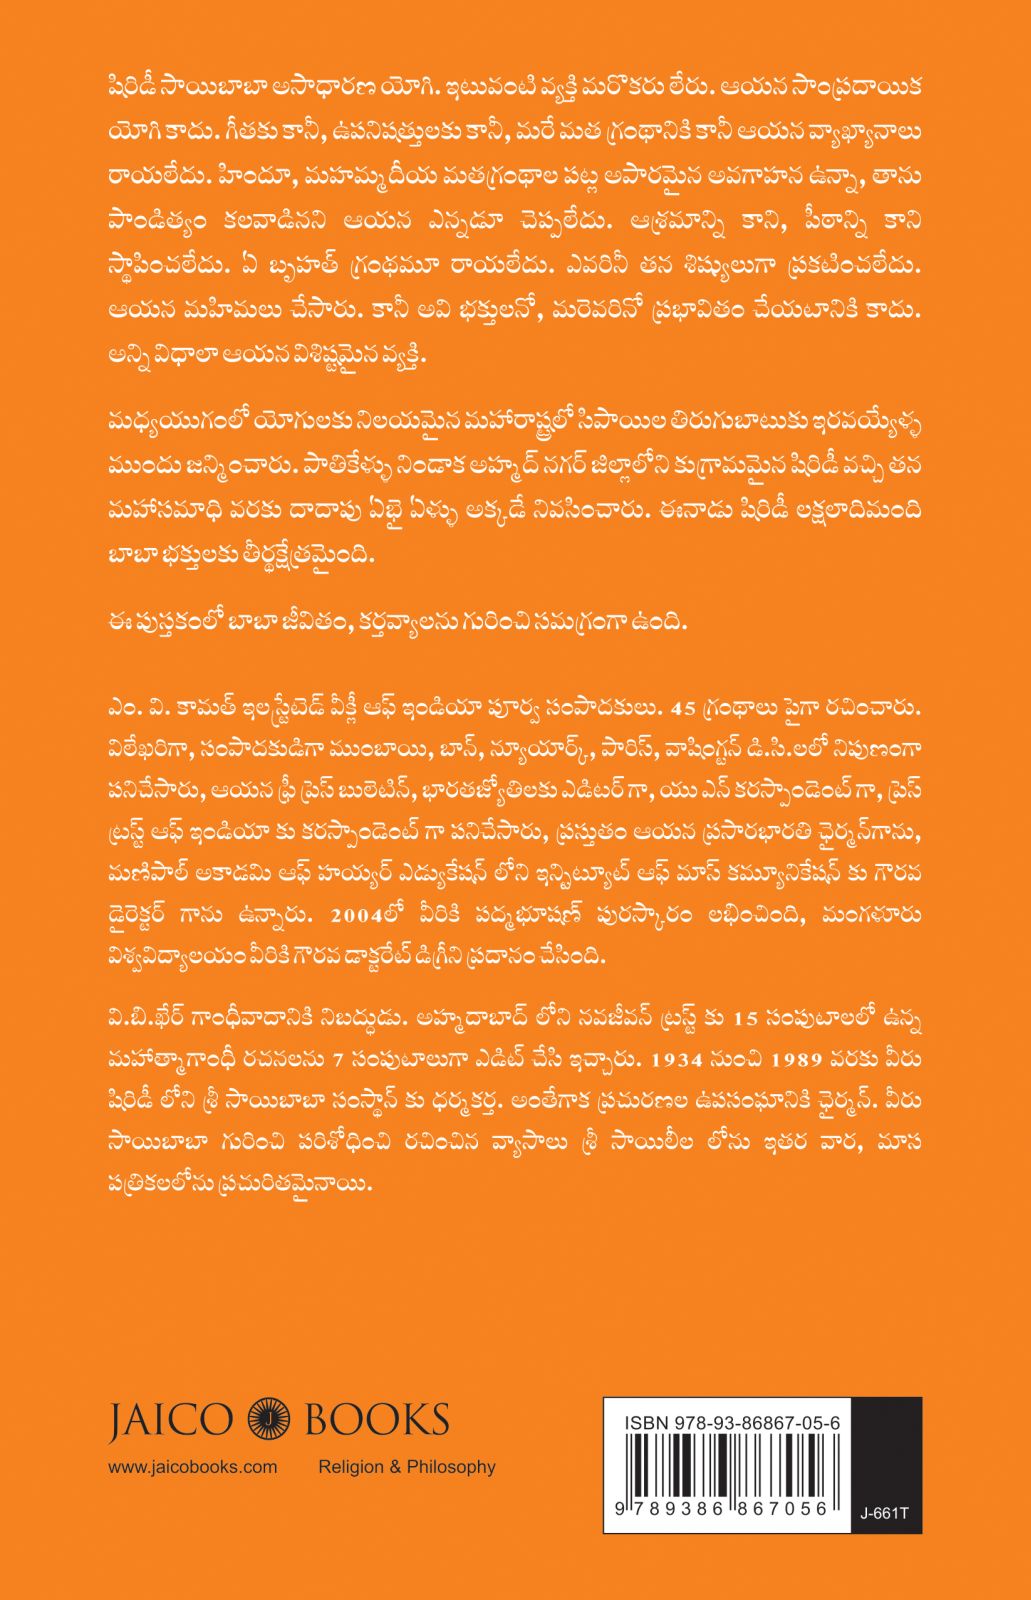 షిరిడీ సాయిబాబా అసాధారణ యోగి. ఇటువంటి వ్యక్తి మరొకరు లేరు. ఆయన సాంప్రదాయిక
యోగి కాదు. గీతకు కానీ, ఉపనిషత్తులకు కానీ, మరే మత గ్రంథానికి కానీ ఆయన వ్యాఖ్యానాలు
రాయలేదు. హిందూ, మహమ్మదీయ మతగ్రంథాల పట్ల అపారమైన అవగాహన ఉన్నా, తాను
పాండిత్యం కలవాడినని ఆయన ఎన్నడూ చెప్పలేదు. ఆశ్రమాన్ని కాని, పీఠాన్ని కాని
స్థాపించలేదు. ఏ బృహత్ గ్రంథమూ రాయలేదు. ఎవరినీ తన శిష్యులుగా ప్రకటించలేదు.
ఆయన మహిమలు చేసారు. కానీ అవి భక్తులనో, మరెవరినో ప్రభావితం చేయటానికి కాదు.
అన్ని విధాలా ఆయన విశిష్టమైన వ్యక్తి.
మధ్యయుగంలో యోగులకు నిలయమైన మహారాష్ట్రలో సిపాయిల తిరుగుబాటుకు ఇరవయ్యేళ్ళ
ముందు జన్మించారు. పాతికేళ్ళు నిండాక అహ్మద్ నగర్ జిల్లాలోని కుగ్రామమైన షిరిడీ వచ్చి తన
మహాసమాధి వరకు దాదాపు ఏభై ఏళ్ళు అక్కడే నివసించారు. ఈనాడు షిరిడీ లక్షలాదిమంది
బాబా భక్తులకు తీర్థక్షేత్రమైంది.
ఈ పుస్తకంలో బాబా జీవితం, కర్తవ్యాలను గురించి సమగ్రంగా ఉంది.
ఎం. వి. కామత్ ఇలస్ట్రేటెడ్ వీక్లీ ఆఫ్ ఇండియా పూర్వ సంపాదకులు. 45 గ్రంథాలు పైగా రచించారు.
విలేఖరిగా, సంపాదకుడిగా ముంబాయి, బాన్, న్యూయార్క్, పారిస్, వాషింగ్టన్ డి.సి.లలో నిపుణంగా
పనిచేసారు, ఆయన ఫ్రీ ప్రెస్ బులెటిన్, భారతజ్యోతిలకు ఎడిటర్ గా, యు ఎన్ కరస్పాండెంట్ గా, ప్రెస్
ట్రస్ట్ ఆఫ్ ఇండియా కు కరస్పాండెంట్ గా పనిచేసారు, ప్రస్తుతం ఆయన ప్రసారభారతి ఛైర్మన్‌గాను,
మణిపాల్ అకాడమి ఆఫ్ హయ్యర్ ఎడ్యుకేషన్ లోని ఇన్స్టిట్యూట్ ఆఫ్ మాస్ కమ్యూనికేషన్ కు గౌరవ
డైరెక్టర్ గాను ఉన్నారు. 2004లో వీరికి పద్మభూషణ్ పురస్కారం లభించింది, మంగళూరు
విశ్వవిద్యాలయం వీరికి గౌరవ డాక్టరేట్ డిగ్రీని ప్రదానం చేసింది.
వి.బి.ఖేర్ గాంధీవాదానికి నిబద్ధుడు. అహ్మదాబాద్ లోని నవజీవన్ ట్రస్ట్ కు 15 సంపుటాలలో ఉన్న
మహాత్మాగాంధీ రచనలను 7 సంపుటాలుగా ఎడిట్ చేసి ఇచ్చారు. 1934 నుంచి 1989 వరకు వీరు
షిరిడీ లోని శ్రీ సాయిబాబా సంస్థాన్ కు ధర్మకర్త. అంతేగాక ప్రచురణల ఉపసంఘానికి ఛైర్మన్. వీరు
సాయిబాబా గురించి పరిశోధించి రచించిన వ్యాసాలు శ్రీ సాయిలీల లోను ఇతర వార, మాస
పత్రికలలోను ప్రచురితమైనాయి.
JAICO J BOOKS
www.jaicobooks.com Religion & Philosophy
ISBN 978-93-86867-05-6
9 789386 867056
J-661T